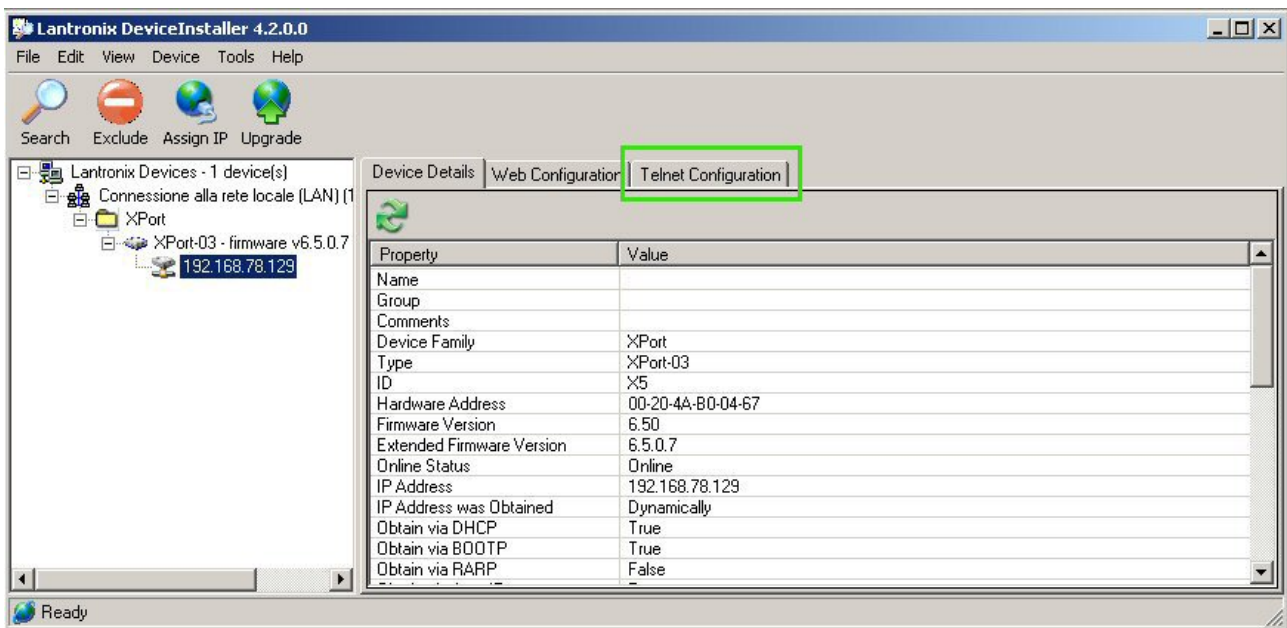 Lantronix DeviceInstaller 4.2.0.0
File Edit View Device Tools Help
Search Exclude Assign IP Upgrade
Lantronix Devices - 1 device(s)
Connessione alla rete locale (LAN) (1
XPort
XPort-03 - firmware v6.5.0.7
192.168.78.129
Device Details Web Configuration Telnet Configuration
Property Value
Name
Group
Comments
Device Family XPort
Type XPort-03
ID X5
Hardware Address 00-20-4A-B0-04-67
Firmware Version 6.50
Extended Firmware Version 6.5.0.7
Online Status Online
IP Address 192.168.78.129
IP Address was Obtained Dynamically
Obtain via DHCP True
Obtain via BOOTP True
Obtain via RARP False
Ready